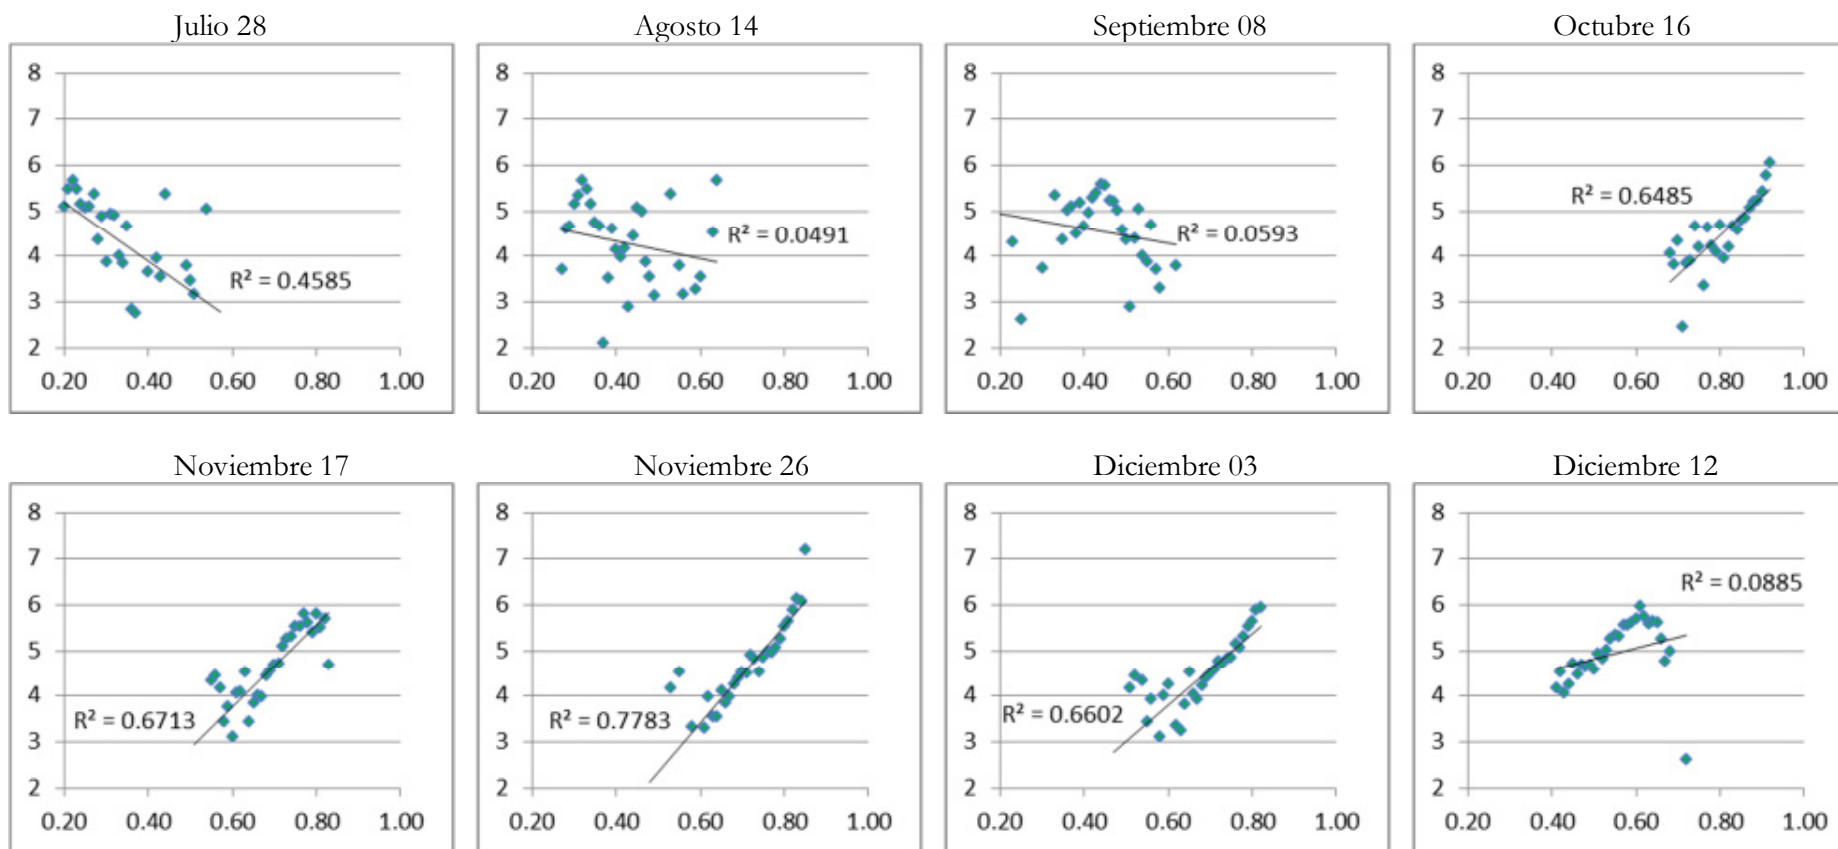 Julio 28
Agosto 14
Septiembre 08
Octubre 16
8
7
6
5
4
3
2
0.20 0.40 0.60 0.80 1.00
R² = 0.4585
8
7
6
5
4
3
2
0.20 0.40 0.60 0.80 1.00
R² = 0.0491
8
7
6
5
4
3
2
0.20 0.40 0.60 0.80 1.00
R² = 0.0593
8
7
6
5
4
3
2
0.20 0.40 0.60 0.80 1.00
R² = 0.6485
Noviembre 17
Noviembre 26
Diciembre 03
Diciembre 12
8
7
6
5
4
3
2
0.20 0.40 0.60 0.80 1.00
R² = 0.6713
8
7
6
5
4
3
2
0.20 0.40 0.60 0.80 1.00
R² = 0.7783
8
7
6
5
4
3
2
0.20 0.40 0.60 0.80 1.00
R² = 0.6602
8
7
6
5
4
3
2
0.20 0.40 0.60 0.80 1.00
R² = 0.0885